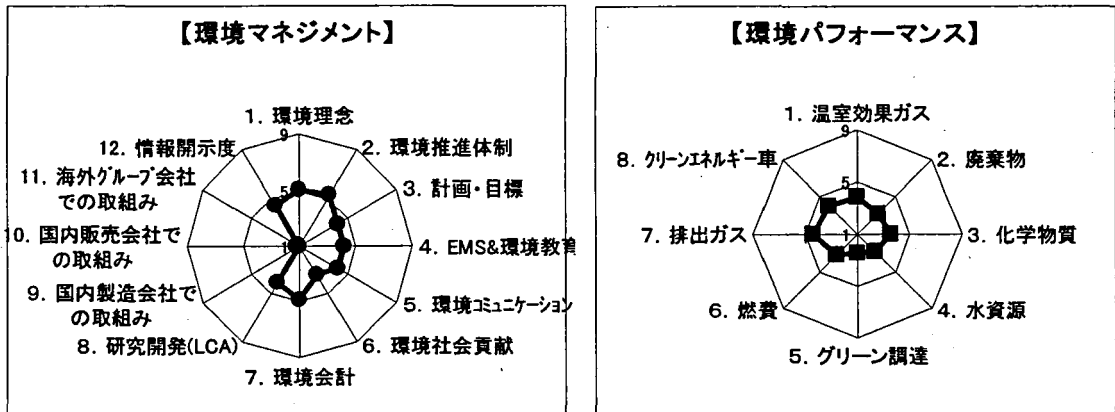 【環境マネジメント】
1. 環境理念
9
5
1
2. 環境推進体制
3. 計画・目標
4. EMS&環境教育
5. 環境コミュニケーション
6. 環境社会貢献
7. 環境会計
8. 研究開発(LCA)
9. 国内製造会社で
の取組み
10. 国内販売会社で
の取組み
11. 海外グループ会社
での取組み
12. 情報開示度
【環境パフォーマンス】
1. 温室効果ガス
9
5
1
2. 廃棄物
3. 化学物質
4. 水資源
5. グリーン調達
6. 燃費
7. 排出ガス
8. クリーンエネルギー車